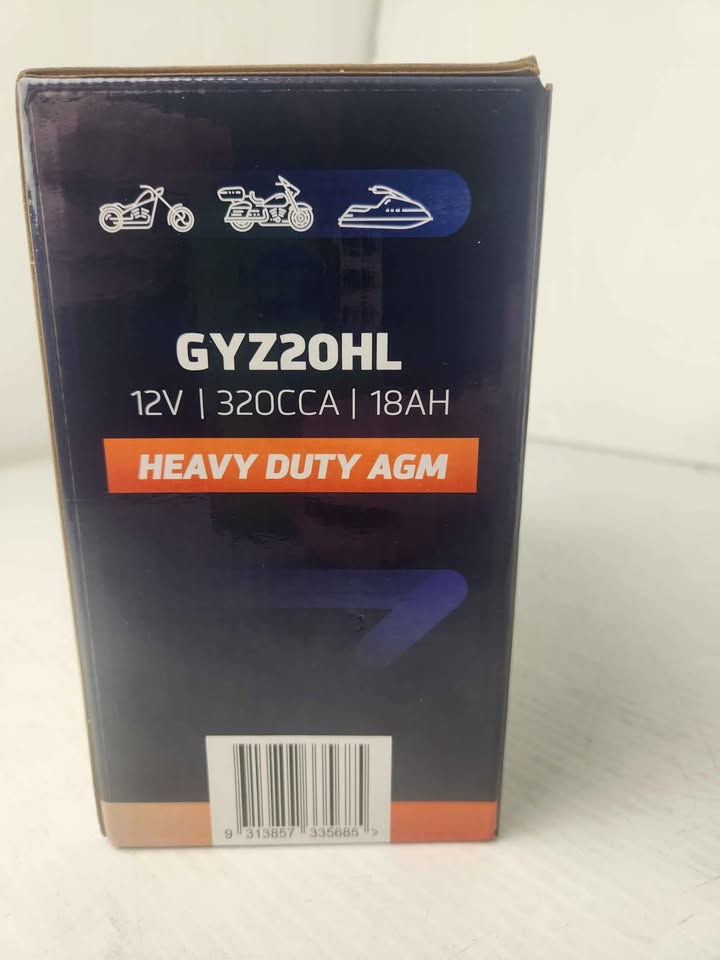 GYZ20HL
12V | 320CCA | 18AH
HEAVY DUTY AGM
9 313857 335685 >